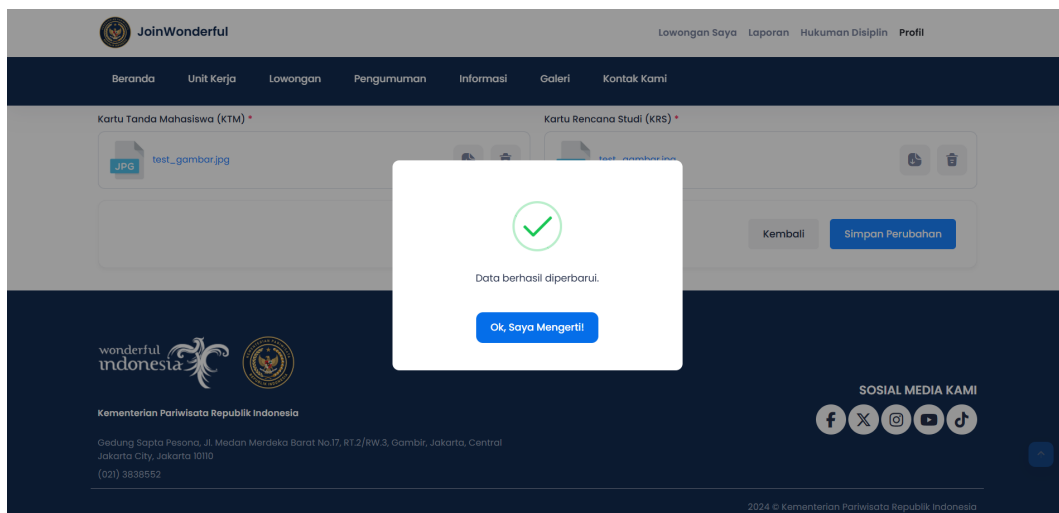 JoinWonderful
Lowongan Saya Laporan Hukuman Disiplin Profil
Beranda Unit Kerja Lowongan Pengumuman Informasi Galeri Kontak Kami
Kartu Tanda Mahasiswa (KTM) *
Kartu Rencana Studi (KRS) *
JPG
test_gambar.jpg
test_gambar.jpg
Kembali
Simpan Perubahan
Data berhasil diperbarui.
Ok, Saya Mengerti!
wonderful
indonesia
Kementerian Pariwisata Republik Indonesia
Gedung Sapta Pesona, Jl. Medan Merdeka Barat No.17, RT.2/RW.3, Gambir, Jakarta, Central
Jakarta City, Jakarta 10110
(021) 3838552
SOSIAL MEDIA KAMI
2024 © Kementerian Pariwisata Republik Indonesia